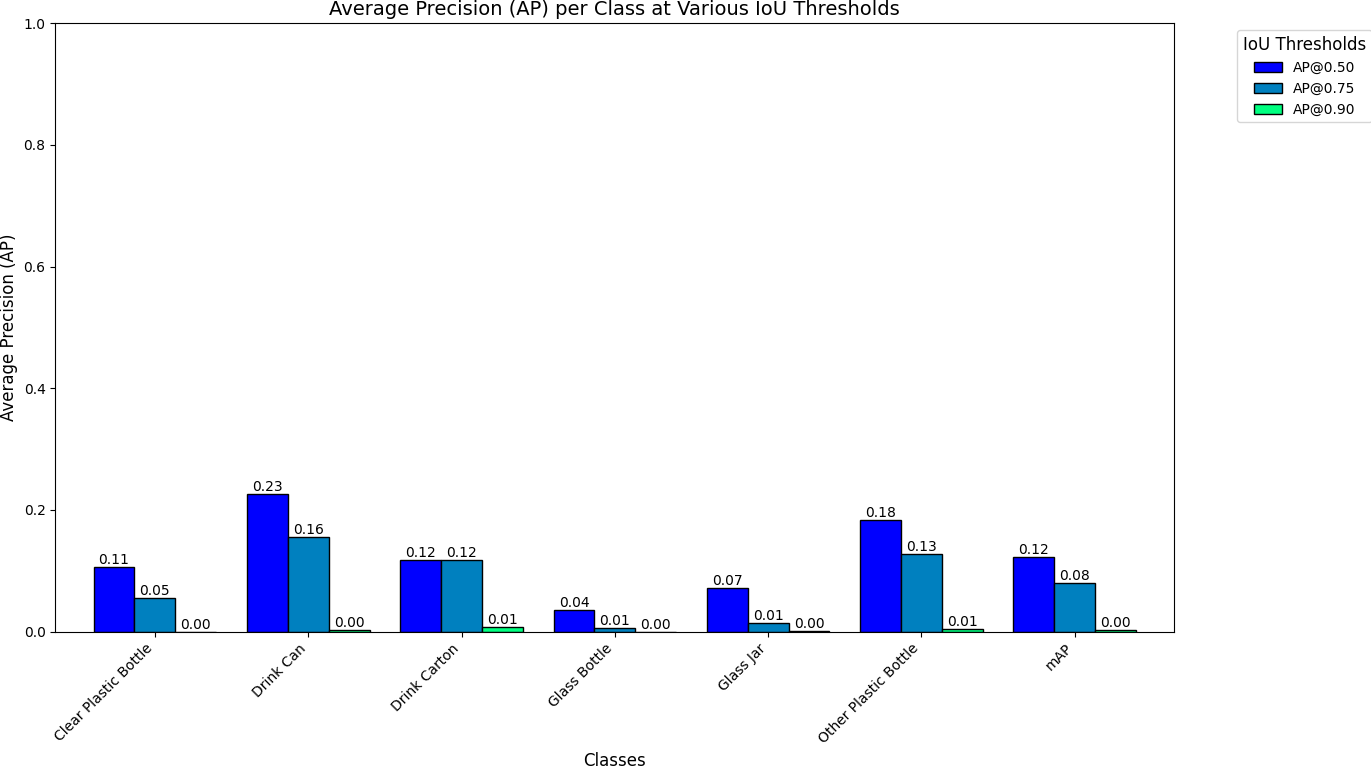 Average Precision (AP) per Class at Various IoU Thresholds
IoU Thresholds
AP@0.50
AP@0.75
AP@0.90
Average Precision (AP)
1.0
0.8
0.6
0.4
0.2
0.0
0.11 0.05 0.00
0.23 0.16 0.00
0.12 0.12 0.01
0.04 0.01 0.00
0.07 0.01 0.00
0.18 0.13 0.01
0.12 0.08 0.00
Clear Plastic Bottle
Drink Can
Drink Carton
Glass Bottle
Glass Jar
Other Plastic Bottle
mAP
Classes